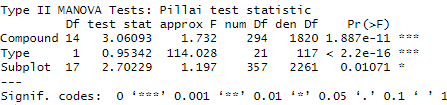 Type II MANOVA Tests: Pillai test statistic
Df test stat approx F num Df den Df Pr(>F)
Compound 14 3.06093 1.732 294 1820 1.887e-11 ***
Type 1 0.95342 114.028 21 117 < 2.2e-16 ***
Subplot 17 2.70229 1.197 357 2261 0.01071 *
---
Signif. codes: 0 ‘***’ 0.001 ‘**’ 0.01 ‘*’ 0.05 ‘.’ 0.1 ‘ ’ 1